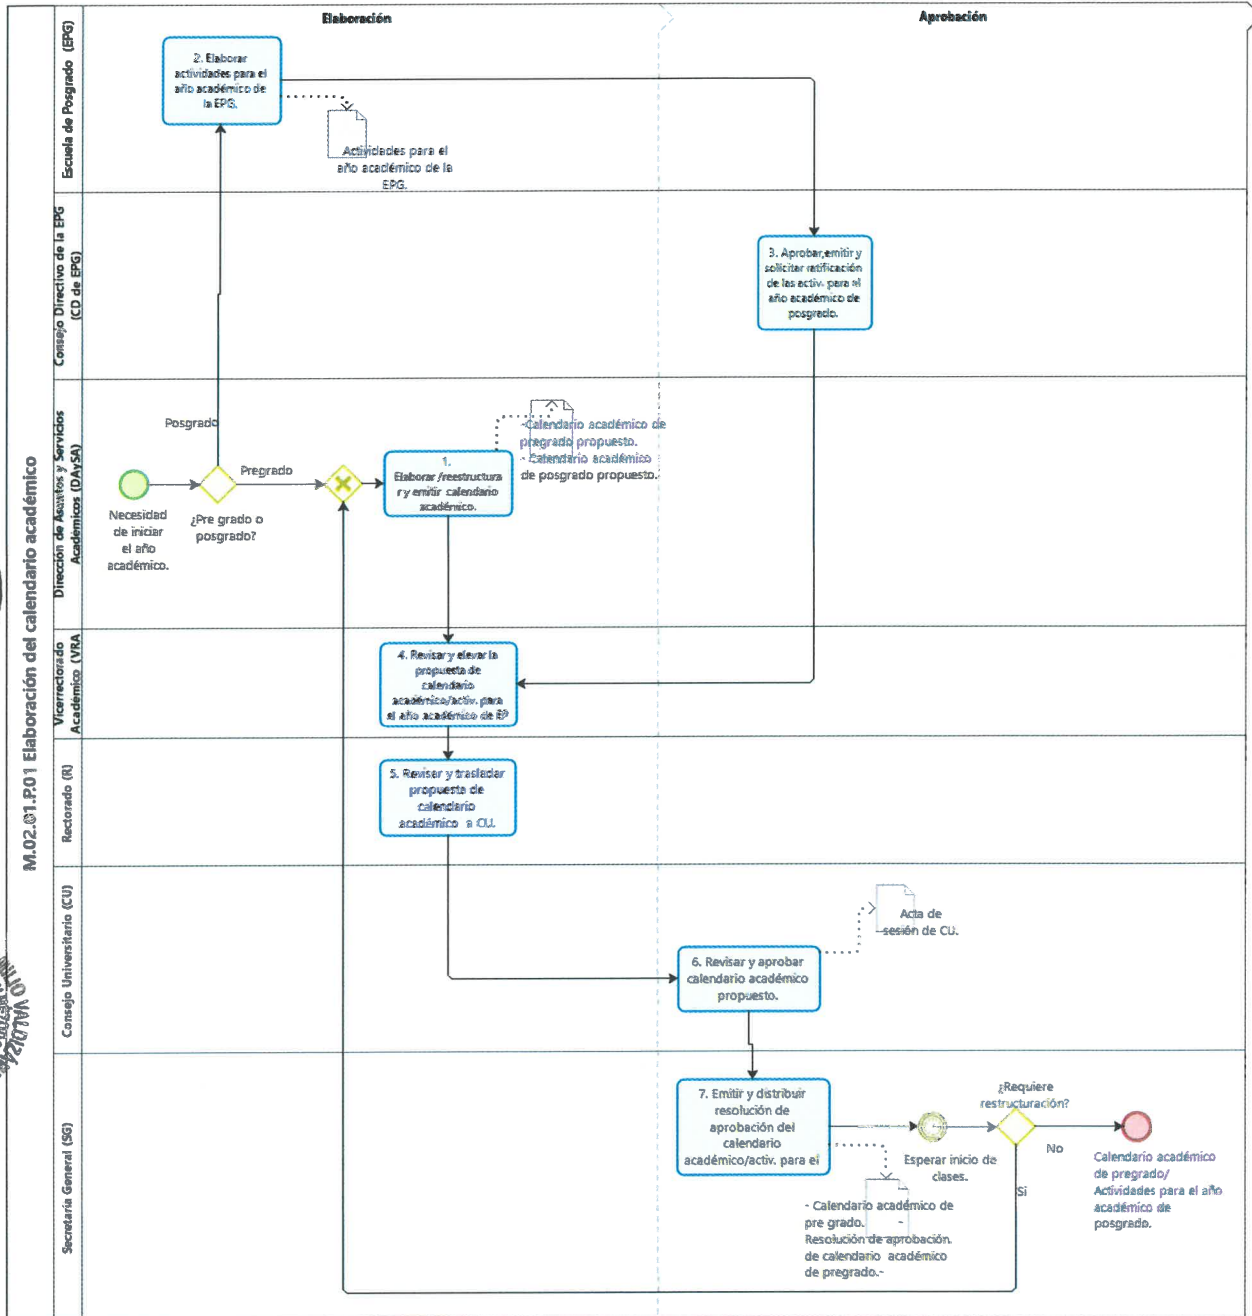 M.02.01.P.01 Elaboración del calendario académico
Elaboración
Aprobación
Escuela de Posgrado (EPG)
2. Elaborar
actividades para el
año académico de
la EPG.
Actividades para el
año académico de la
EPG.
Consejo Directivo de la EPG
(CD de EPG)
3. Aprobar,emitir y
solicitar ratificación
de las activ. para el
año académico de
posgrado.
Dirección de Asuntos y Servicios
Académicos (DAySA)
Posgrado
Pregrado
Necesidad
de iniciar
el año
académico.
¿Pre grado o
posgrado?
1.
Elaborar /reestructura
r y emitir calendario
académico.
-Calendario académico de
pregrado propuesto.
- Calendario académico
de posgrado propuesto.
Vicerrectorado
Académico (VRA
4. Revisar y elevar la
propuesta de
calendario
académico/activ. para
el año académico de EP
Rectorado (R)
5. Revisar y trasladar
propuesta de
calendario
académico a CU.
Consejo Universitario (CU)
Acta de
sesión de CU.
6. Revisar y aprobar
calendario académico
propuesto.
Secretaría General (SG)
7. Emitir y distribuir
resolución de
aprobación del
calendario
académico/activ. para el
Esperar inicio de
clases.
¿Requiere
restructuración?
No
Si
Calendario académico
de pregrado/
Actividades para el año
académico de
posgrado.
- Calendario académico de
pre grado. -
Resolución de aprobación
de calendario académico
de pregrado.-